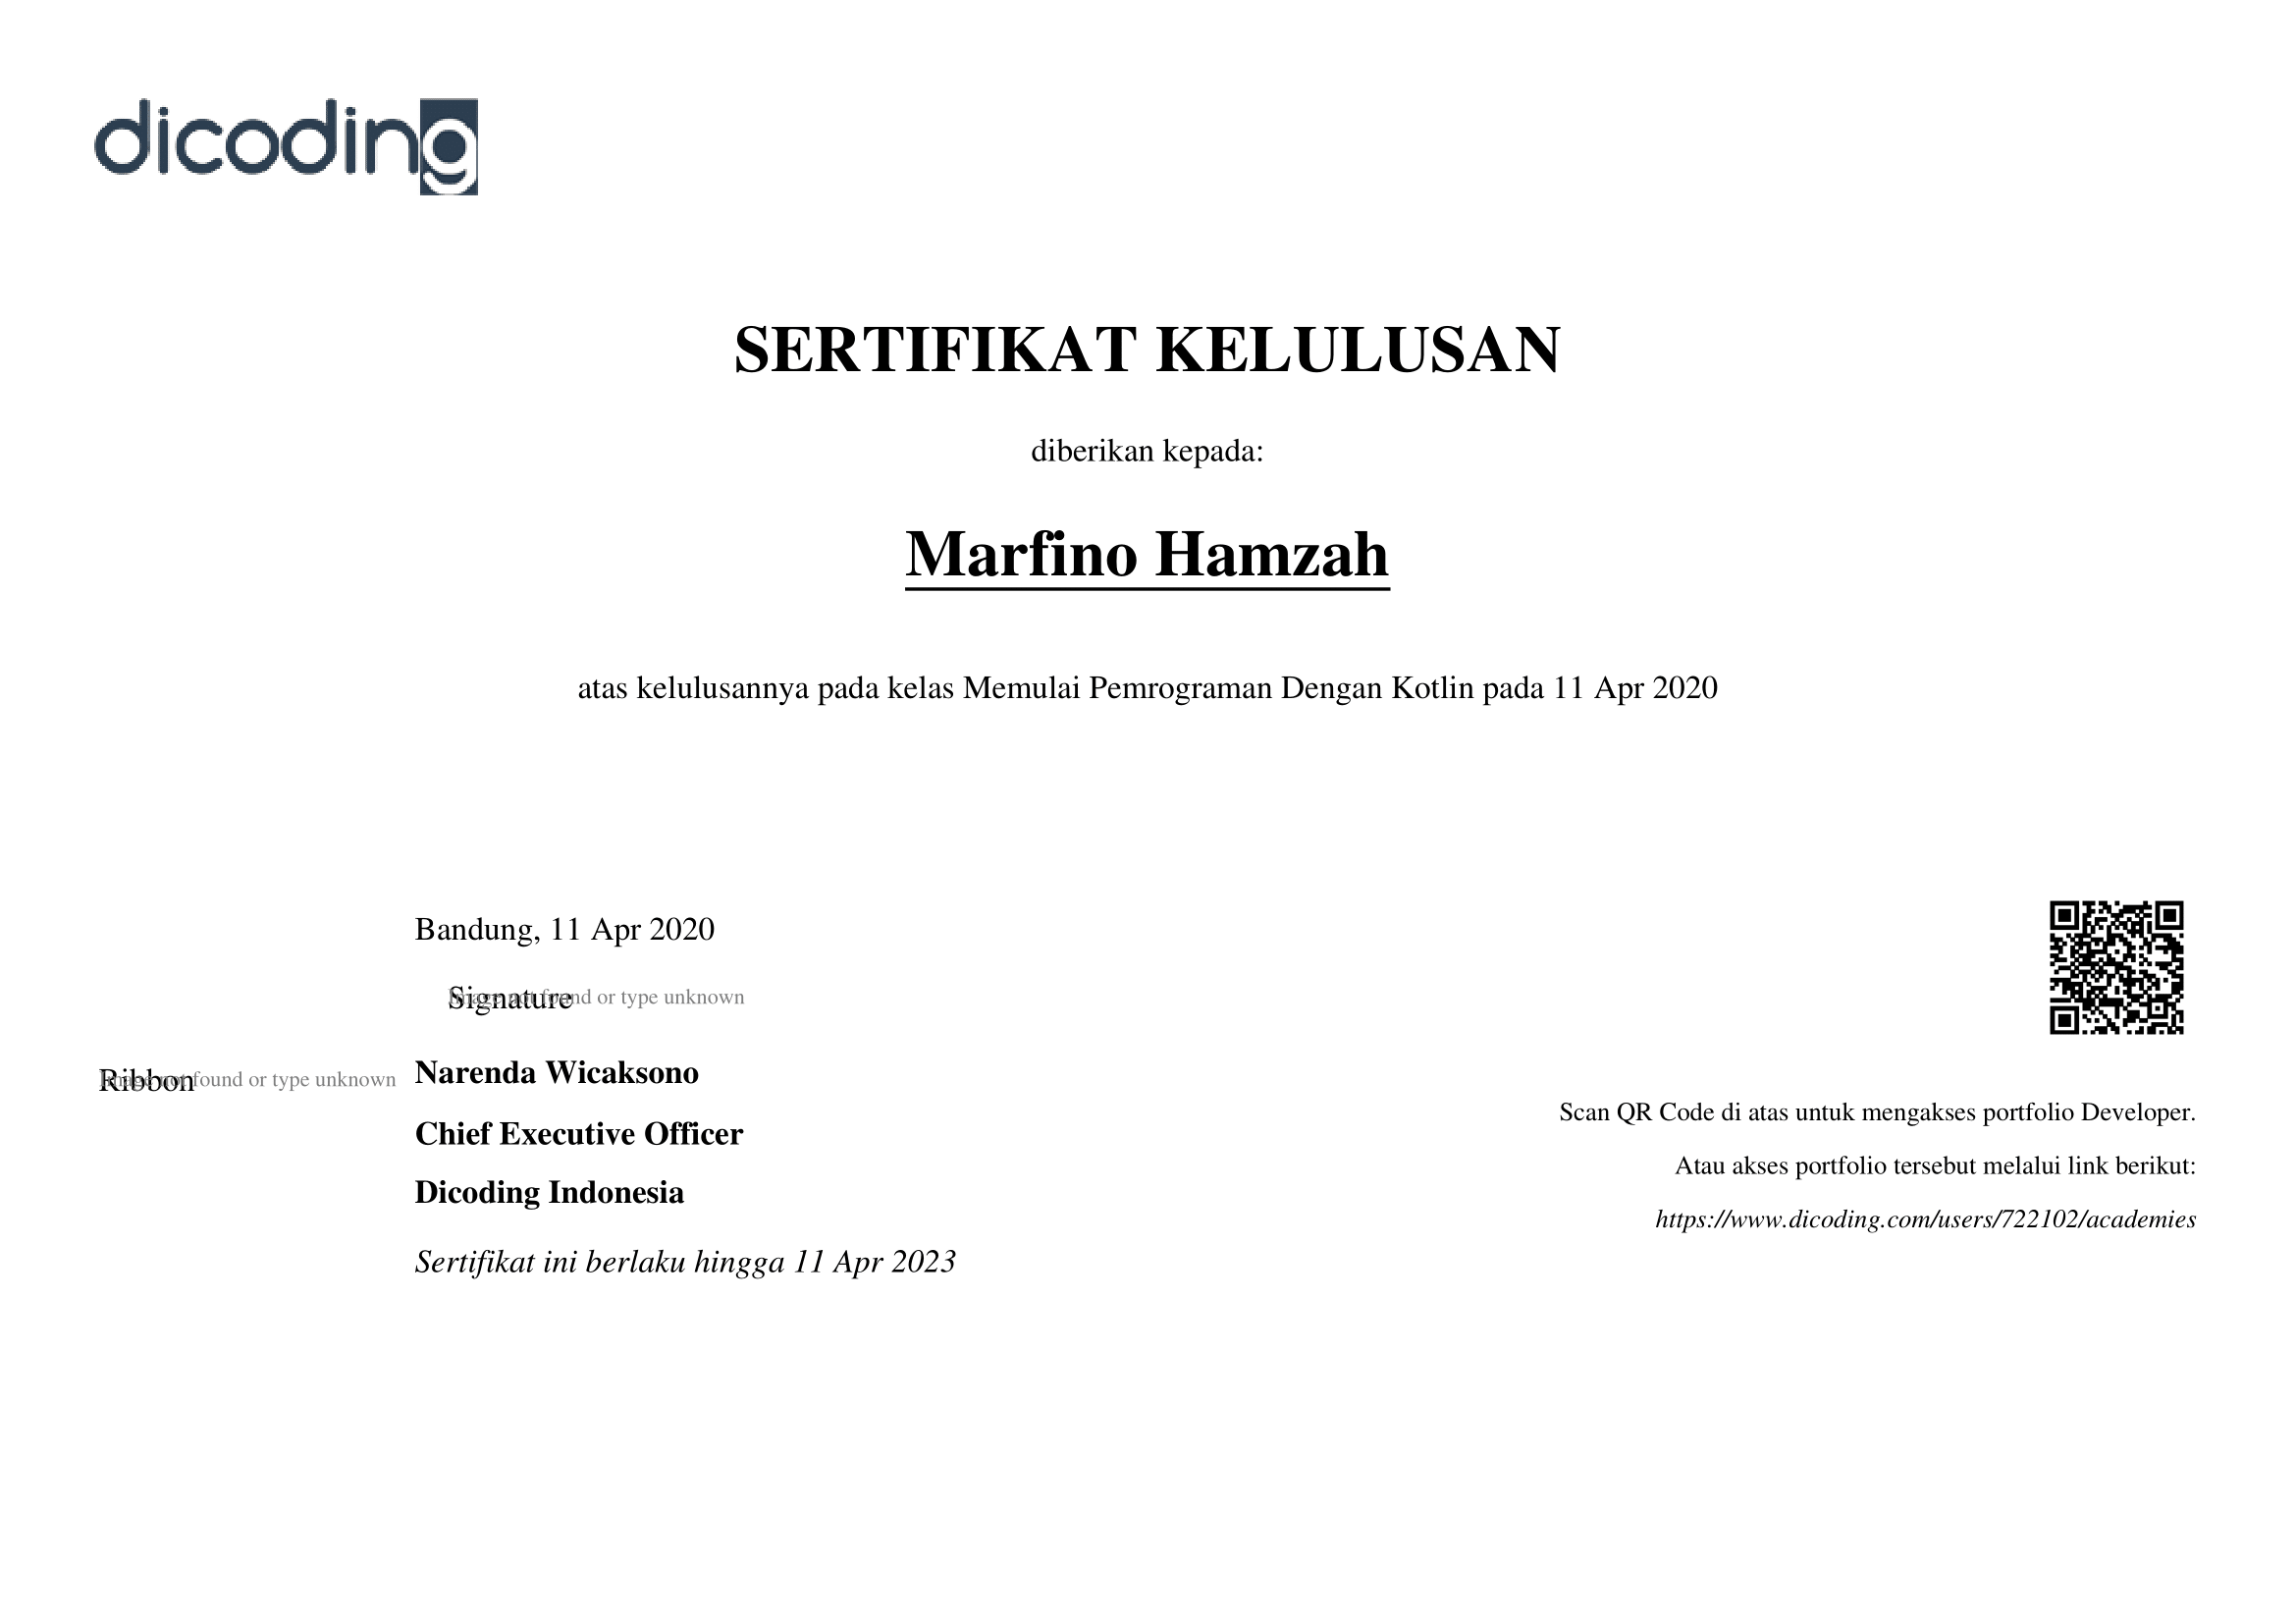 dicoding
SERTIFIKAT KELULUSAN
diberikan kepada:
Marfino Hamzah
atas kelulusannya pada kelas Memulai Pemrograman Dengan Kotlin pada 11 Apr 2020
Bandung, 11 Apr 2020
Signature
Image not found or type unknown
Ribbon
Image not found or type unknown
Narenda Wicaksono
Chief Executive Officer
Dicoding Indonesia
Sertifikat ini berlaku hingga 11 Apr 2023
Scan QR Code di atas untuk mengakses portfolio Developer.
Atau akses portfolio tersebut melalui link berikut:
https://www.dicoding.com/users/722102/academies